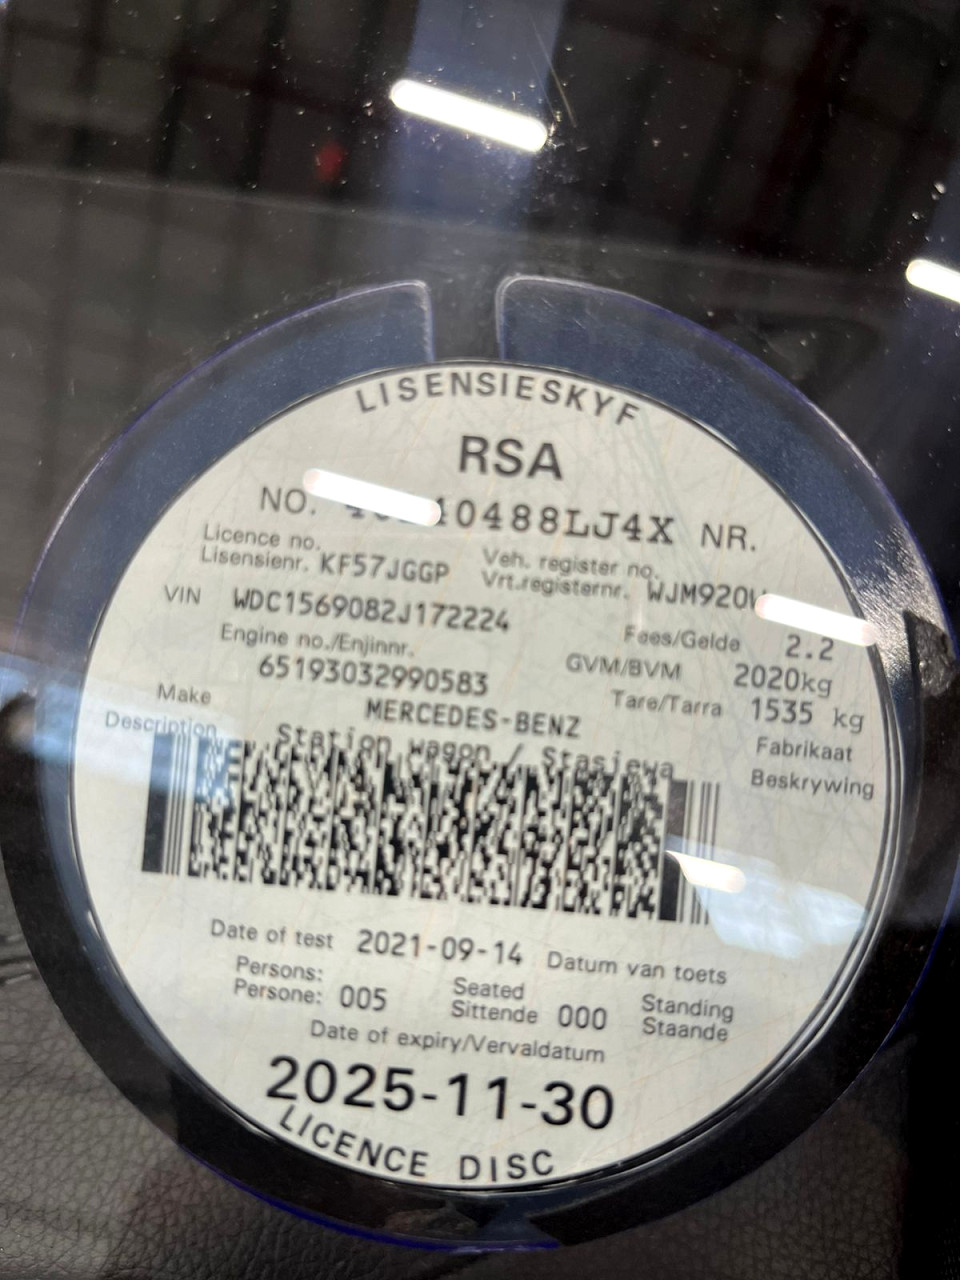 LISENSIESKYF
RSA
NO. NR.
Licence no. Veh. register no.
Lisensienr. KF57JGGP Vrt.registernr.
VIN WDC1569082J172224
Fees/Gelde 2.2
Engine no./Enjinnr.
GVM/BVM 2020kg
65193032990583
Tare/Tarra 1535 kg
Make MERCEDES-BENZ Fabrikaat
Description Station wagon / Stasiewa Beskrywing
Date of test 2021-09-14 Datum van toets
Persons: Seated Standing
Persone: 005 Sittende 000 Staande
Date of expiry/Vervaldatum
2025-11-30
LICENCE DISC